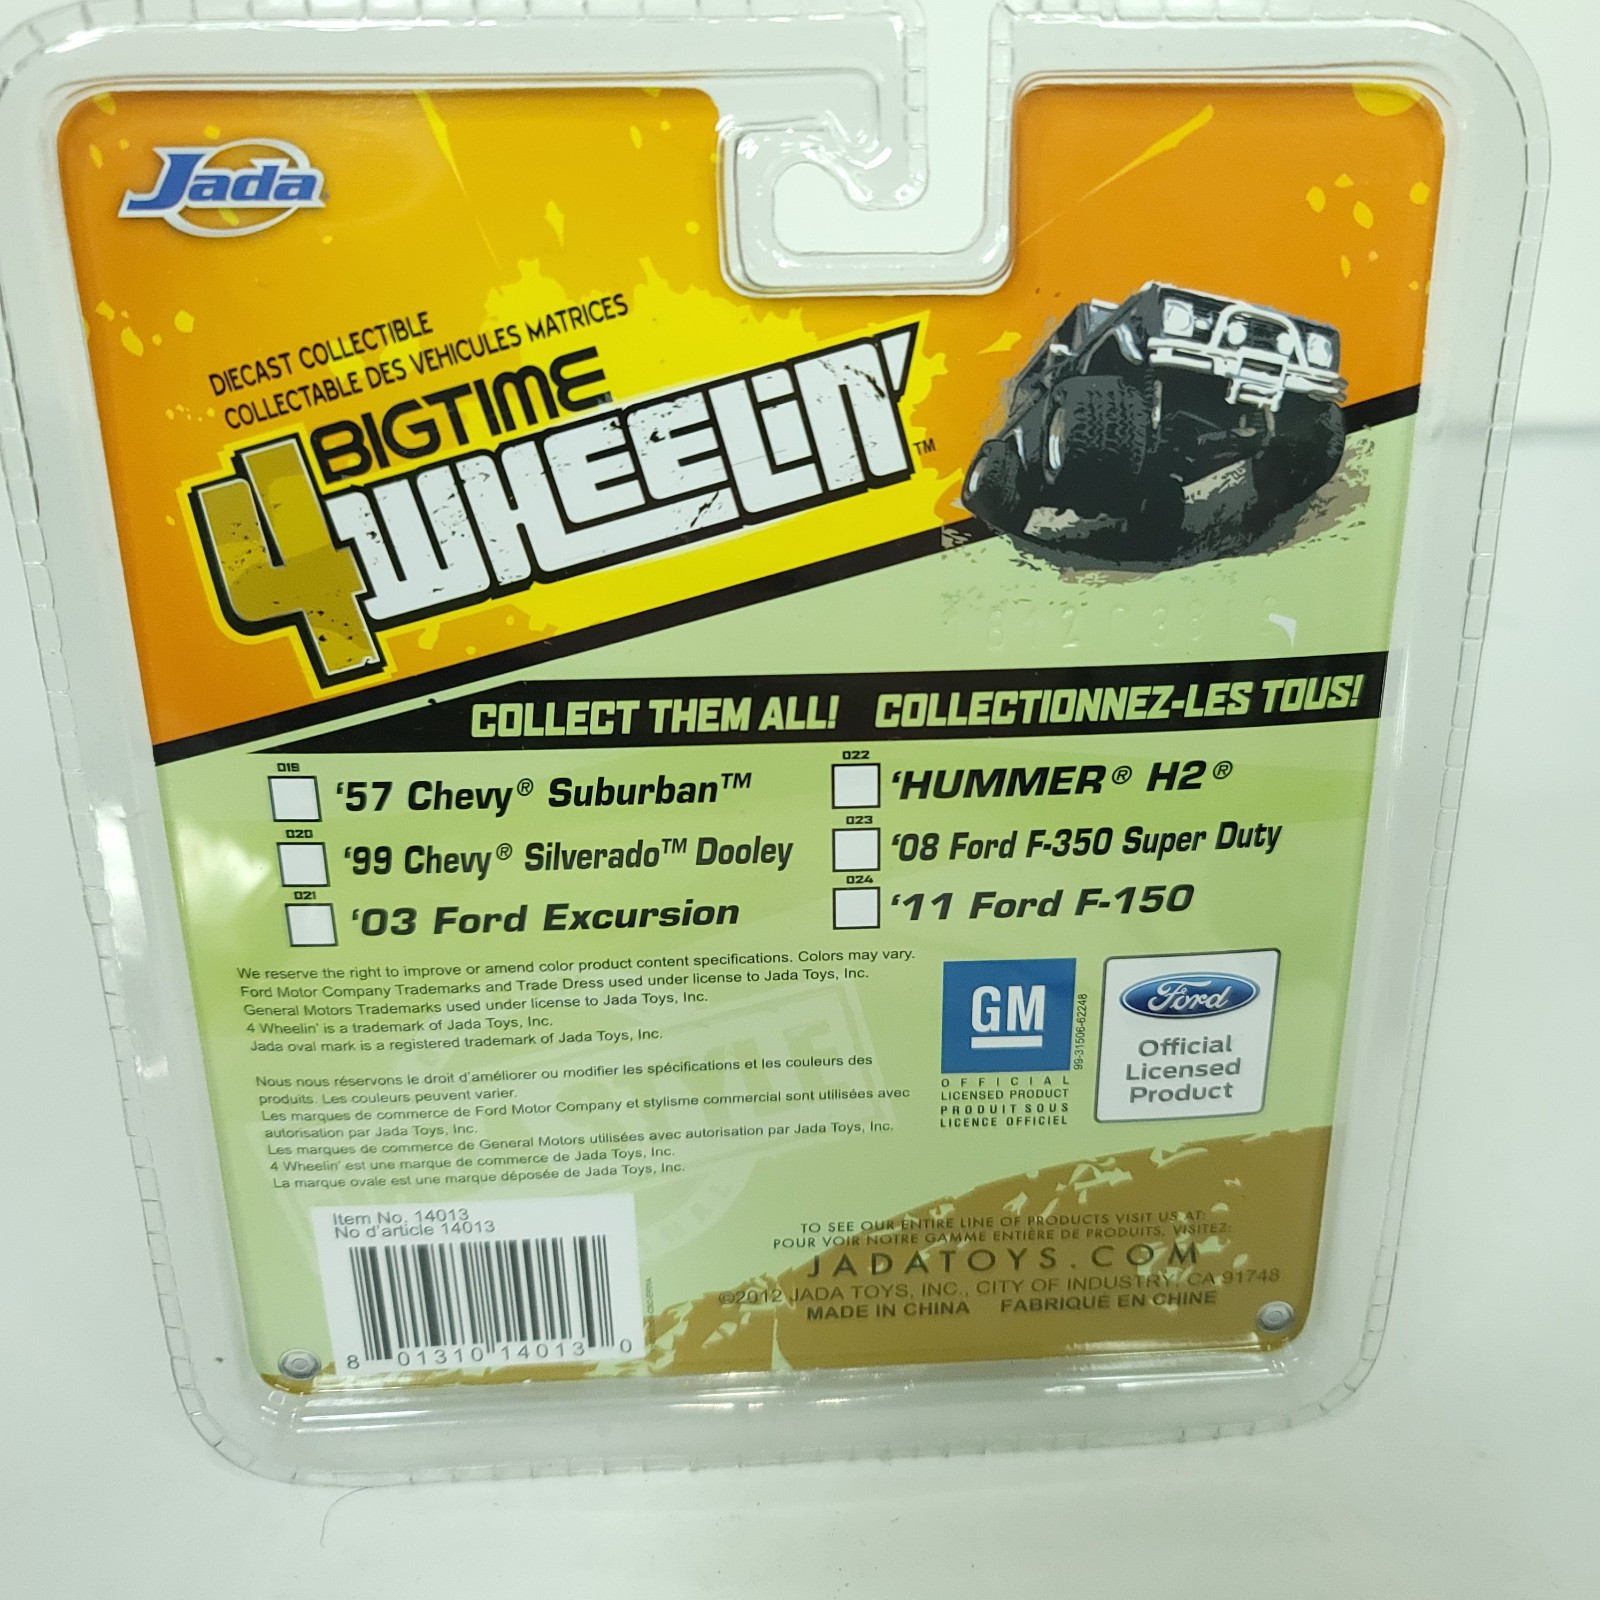 Jada
DIECAST COLLECTIBLE
COLLECTABLE DES VEHICULES MATRICES
BIGTIME
4WHEELIN'™
COLLECT THEM ALL! COLLECTIONNEZ-LES TOUS!
019
'57 Chevy® Suburban™
020
'99 Chevy® Silverado™ Dooley
021
'03 Ford Excursion
022
'HUMMER® H2®
023
'08 Ford F-350 Super Duty
024
'11 Ford F-150
We reserve the right to improve or amend color product content specifications. Colors may vary.
Ford Motor Company Trademarks and Trade Dress used under license to Jada Toys, Inc.
General Motors Trademarks used under license to Jada Toys, Inc.
4 Wheelin' is a trademark of Jada Toys, Inc.
Jada oval mark is a registered trademark of Jada Toys, Inc.
Nous nous réservons le droit d'améliorer ou modifier les spécifications et les couleurs des
produits. Les couleurs peuvent varier.
Les marques de commerce de Ford Motor Company et stylisme commercial sont utilisées avec
autorisation par Jada Toys, Inc.
Les marques de commerce de General Motors utilisées avec autorisation par Jada Toys, Inc.
4 Wheelin' est une marque de commerce de Jada Toys, Inc.
La marque ovale est une marque déposée de Jada Toys, Inc.
GM
99-31506-62248
OFFICIAL
LICENSED PRODUCT
PRODUIT SOUS
LICENCE OFFICIEL
Ford
Official
Licensed
Product
Item No. 14013
No d'article 14013
8 01310 14013 0
TO SEE OUR ENTIRE LINE OF PRODUCTS VISIT US AT:
POUR VOIR NOTRE GAMME ENTIÈRE DE PRODUITS, VISITEZ:
JADATOYS.COM
©2012 JADA TOYS, INC., CITY OF INDUSTRY, CA 91748
MADE IN CHINA FABRIQUÉ EN CHINE